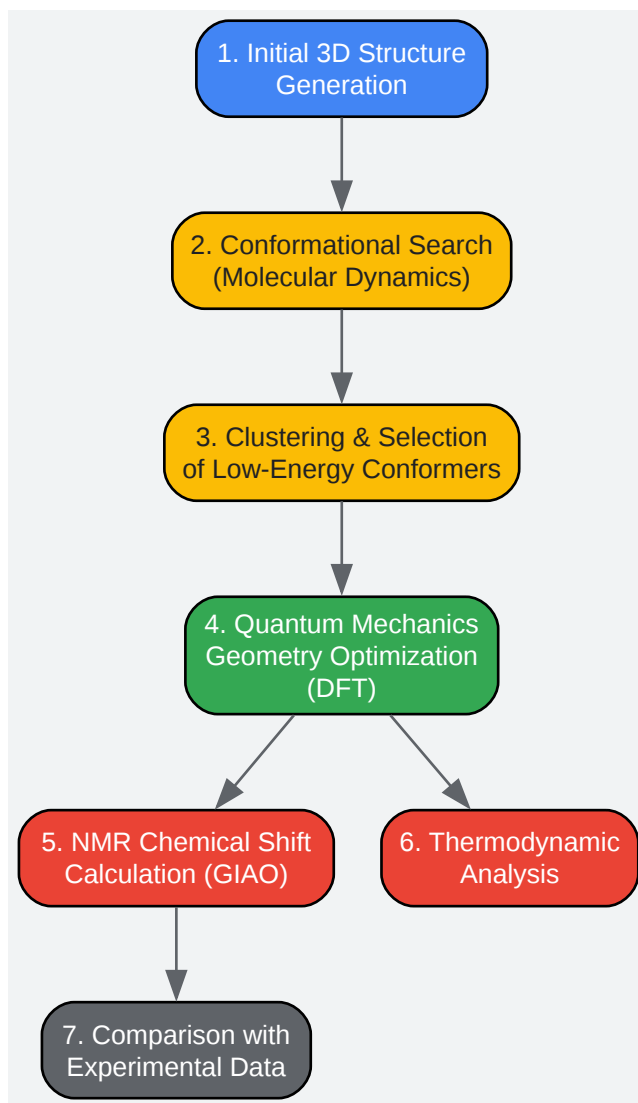 1. Initial 3D Structure
Generation
2. Conformational Search
(Molecular Dynamics)
3. Clustering & Selection
of Low-Energy Conformers
4. Quantum Mechanics
Geometry Optimization
(DFT)
5. NMR Chemical Shift
Calculation (GIAO)
6. Thermodynamic
Analysis
7. Comparison with
Experimental Data